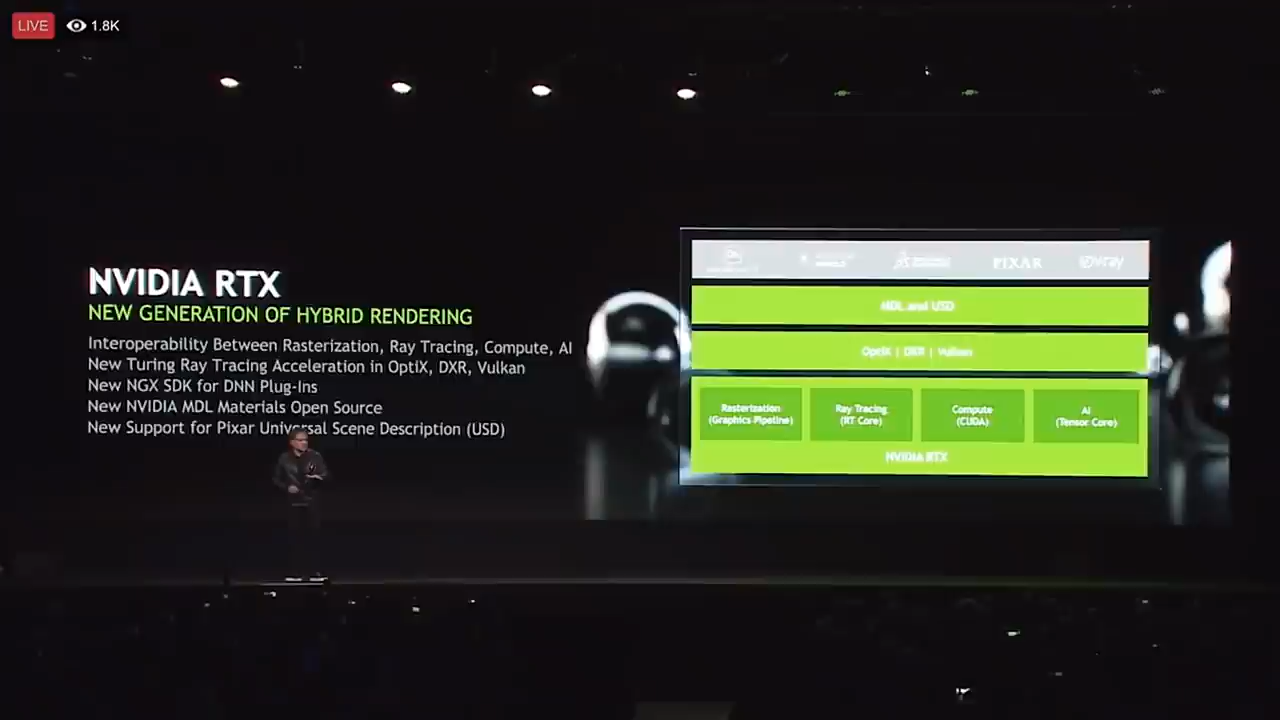 LIVE 1.8K
NVIDIA RTX
NEW GENERATION OF HYBRID RENDERING
Interoperability Between Rasterization, Ray Tracing, Compute, AI
New Turing Ray Tracing Acceleration in OptiX, DXR, Vulkan
New NGX SDK for DNN Plug-Ins
New NVIDIA MDL Materials Open Source
New Support for Pixar Universal Scene Description (USD)
PIXAR vray
MDL and USD
OptiX | DXR | Vulkan
Rasterization
(Graphics Pipeline)
Ray Tracing
(RT Core)
Compute
(CUDA)
AI
(Tensor Core)
NVIDIA RTX